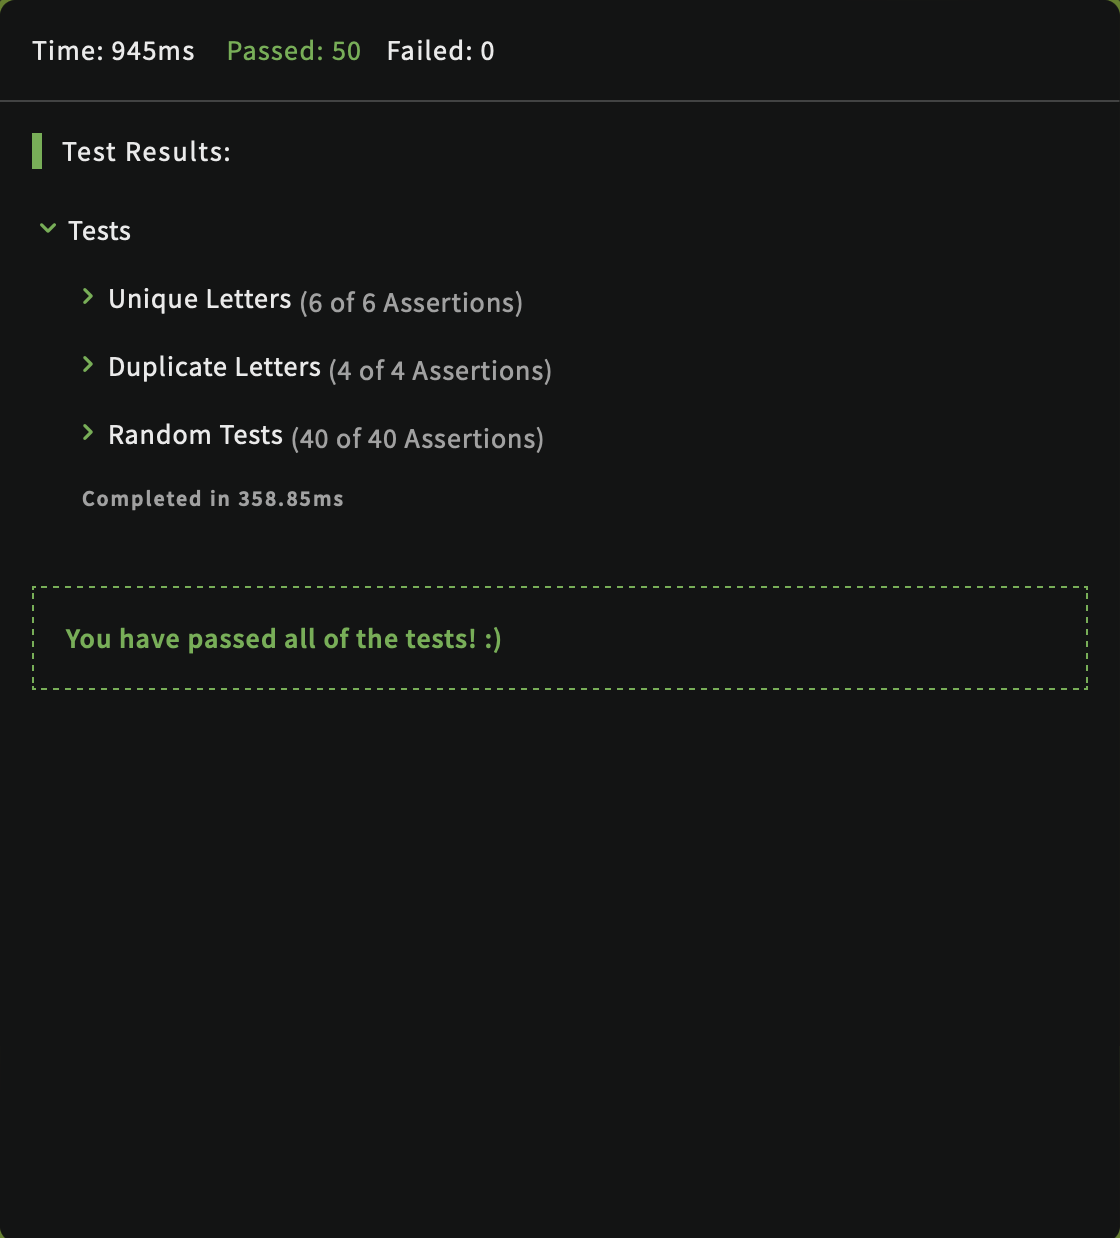 Time: 945ms Passed: 50 Failed: 0
Test Results:
Tests
Unique Letters (6 of 6 Assertions)
Duplicate Letters (4 of 4 Assertions)
Random Tests (40 of 40 Assertions)
Completed in 358.85ms
You have passed all of the tests! :)